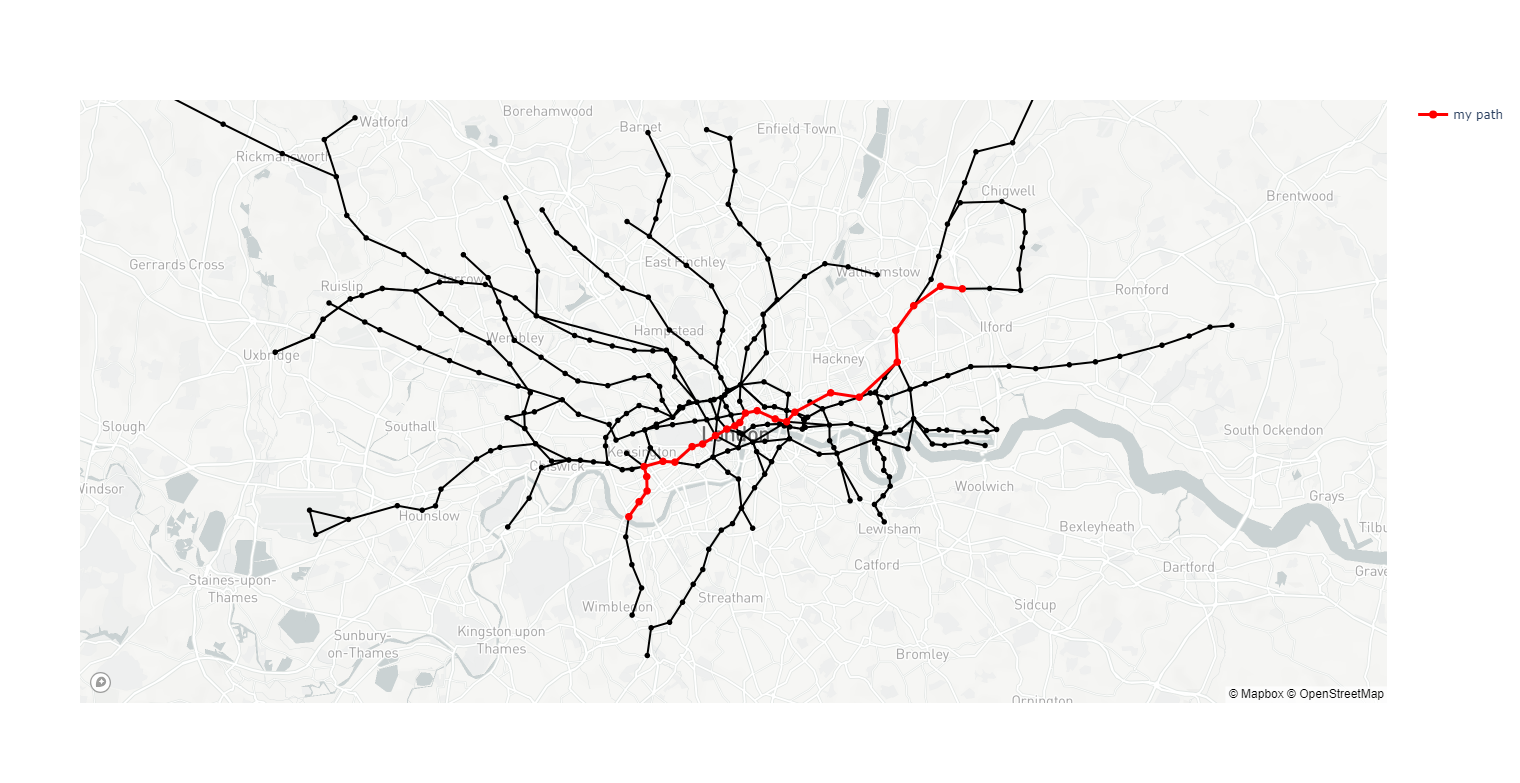 my path
Borehamwood
Watford
Barnet
Enfield Town
Rickmansworth
Chigwell
Brentwood
Gerrards Cross
East Finchley
Walthamstow
Harrow
Ruislip
Romford
Hampstead
Ilford
Wembley
Uxbridge
Hackney
Slough
Southall
London
South Ockendon
Kensington
Chiswick
Windsor
Woolwich
Grays
Hounslow
Lewisham
Bexleyheath
Tilbu
Catford
Dartford
Grave
Staines-upon-
Thames
Wimbledon
Streatham
Sidcup
Sunbury-
on-Thames
Kingston upon
Thames
Bromley
Orpington
© Mapbox © OpenStreetMap